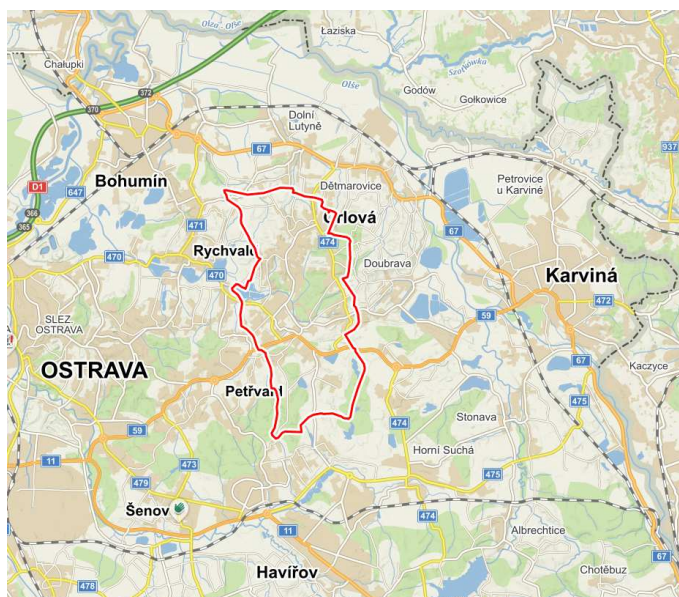 Olza - Olše
Łaziska
Chałupki
372
370
Olše
Szotkówka
Godów
Gołkowice
Dolní
Lutyně
67
937
D1
647
Bohumín
Dětmarovice
Petrovice
u Karviné
366
365
471
Orlová
474
67
470
Rychvald
470
Doubrava
Karviná
472
SLEZ
OSTRAVA
59
67
Kaczyce
OSTRAVA
Petřvald
475
59
474
Stonava
11
473
Horní Suchá
475
479
Šenov
11
474
Albrechtice
67
Havířov
Chotěbuz
478